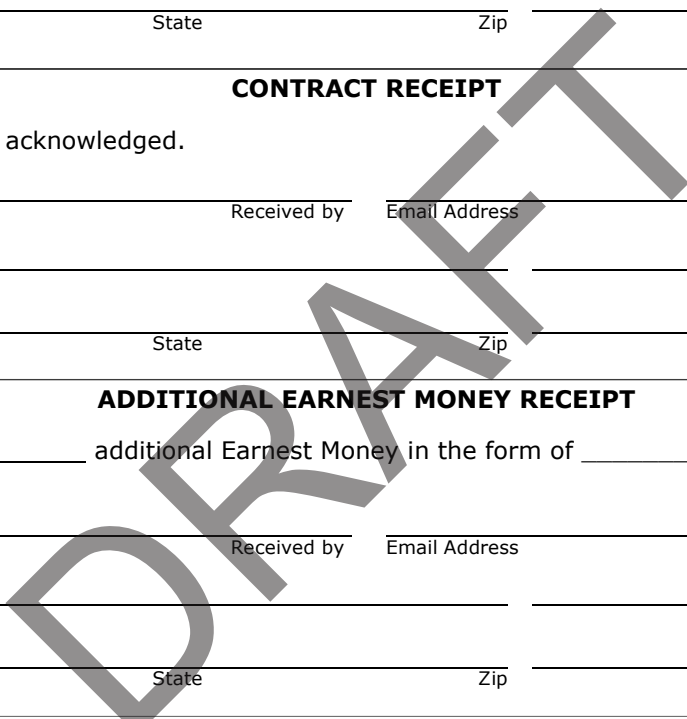 State Zip
CONTRACT RECEIPT
acknowledged.
Received by Email Address
State Zip
ADDITIONAL EARNEST MONEY RECEIPT
additional Earnest Money in the form of
Received by Email Address
State Zip
DRAFT